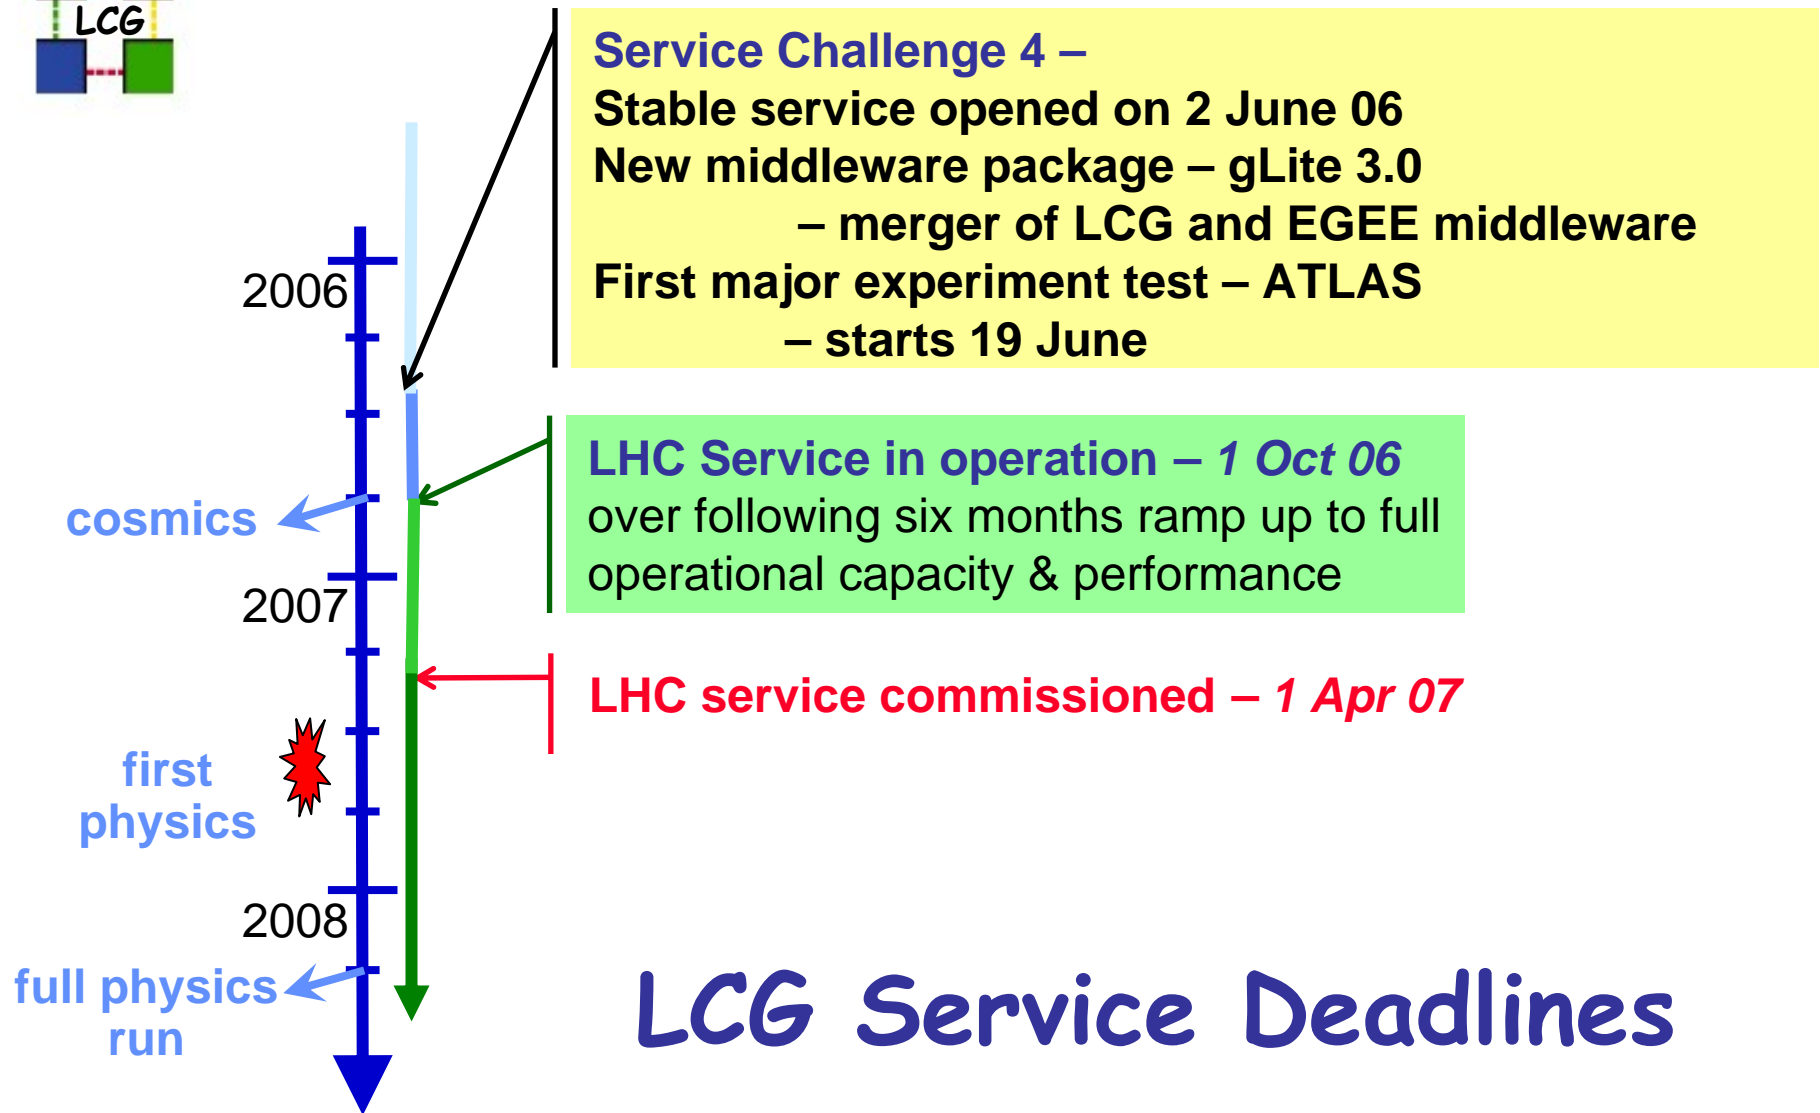 LCG
Service Challenge 4 –
Stable service opened on 2 June 06
New middleware package – gLite 3.0
– merger of LCG and EGEE middleware
First major experiment test – ATLAS
– starts 19 June
2006
LHC Service in operation – 1 Oct 06
over following six months ramp up to full
operational capacity & performance
cosmics
2007
LHC service commissioned – 1 Apr 07
first
physics
2008
full physics
run
LCG Service Deadlines